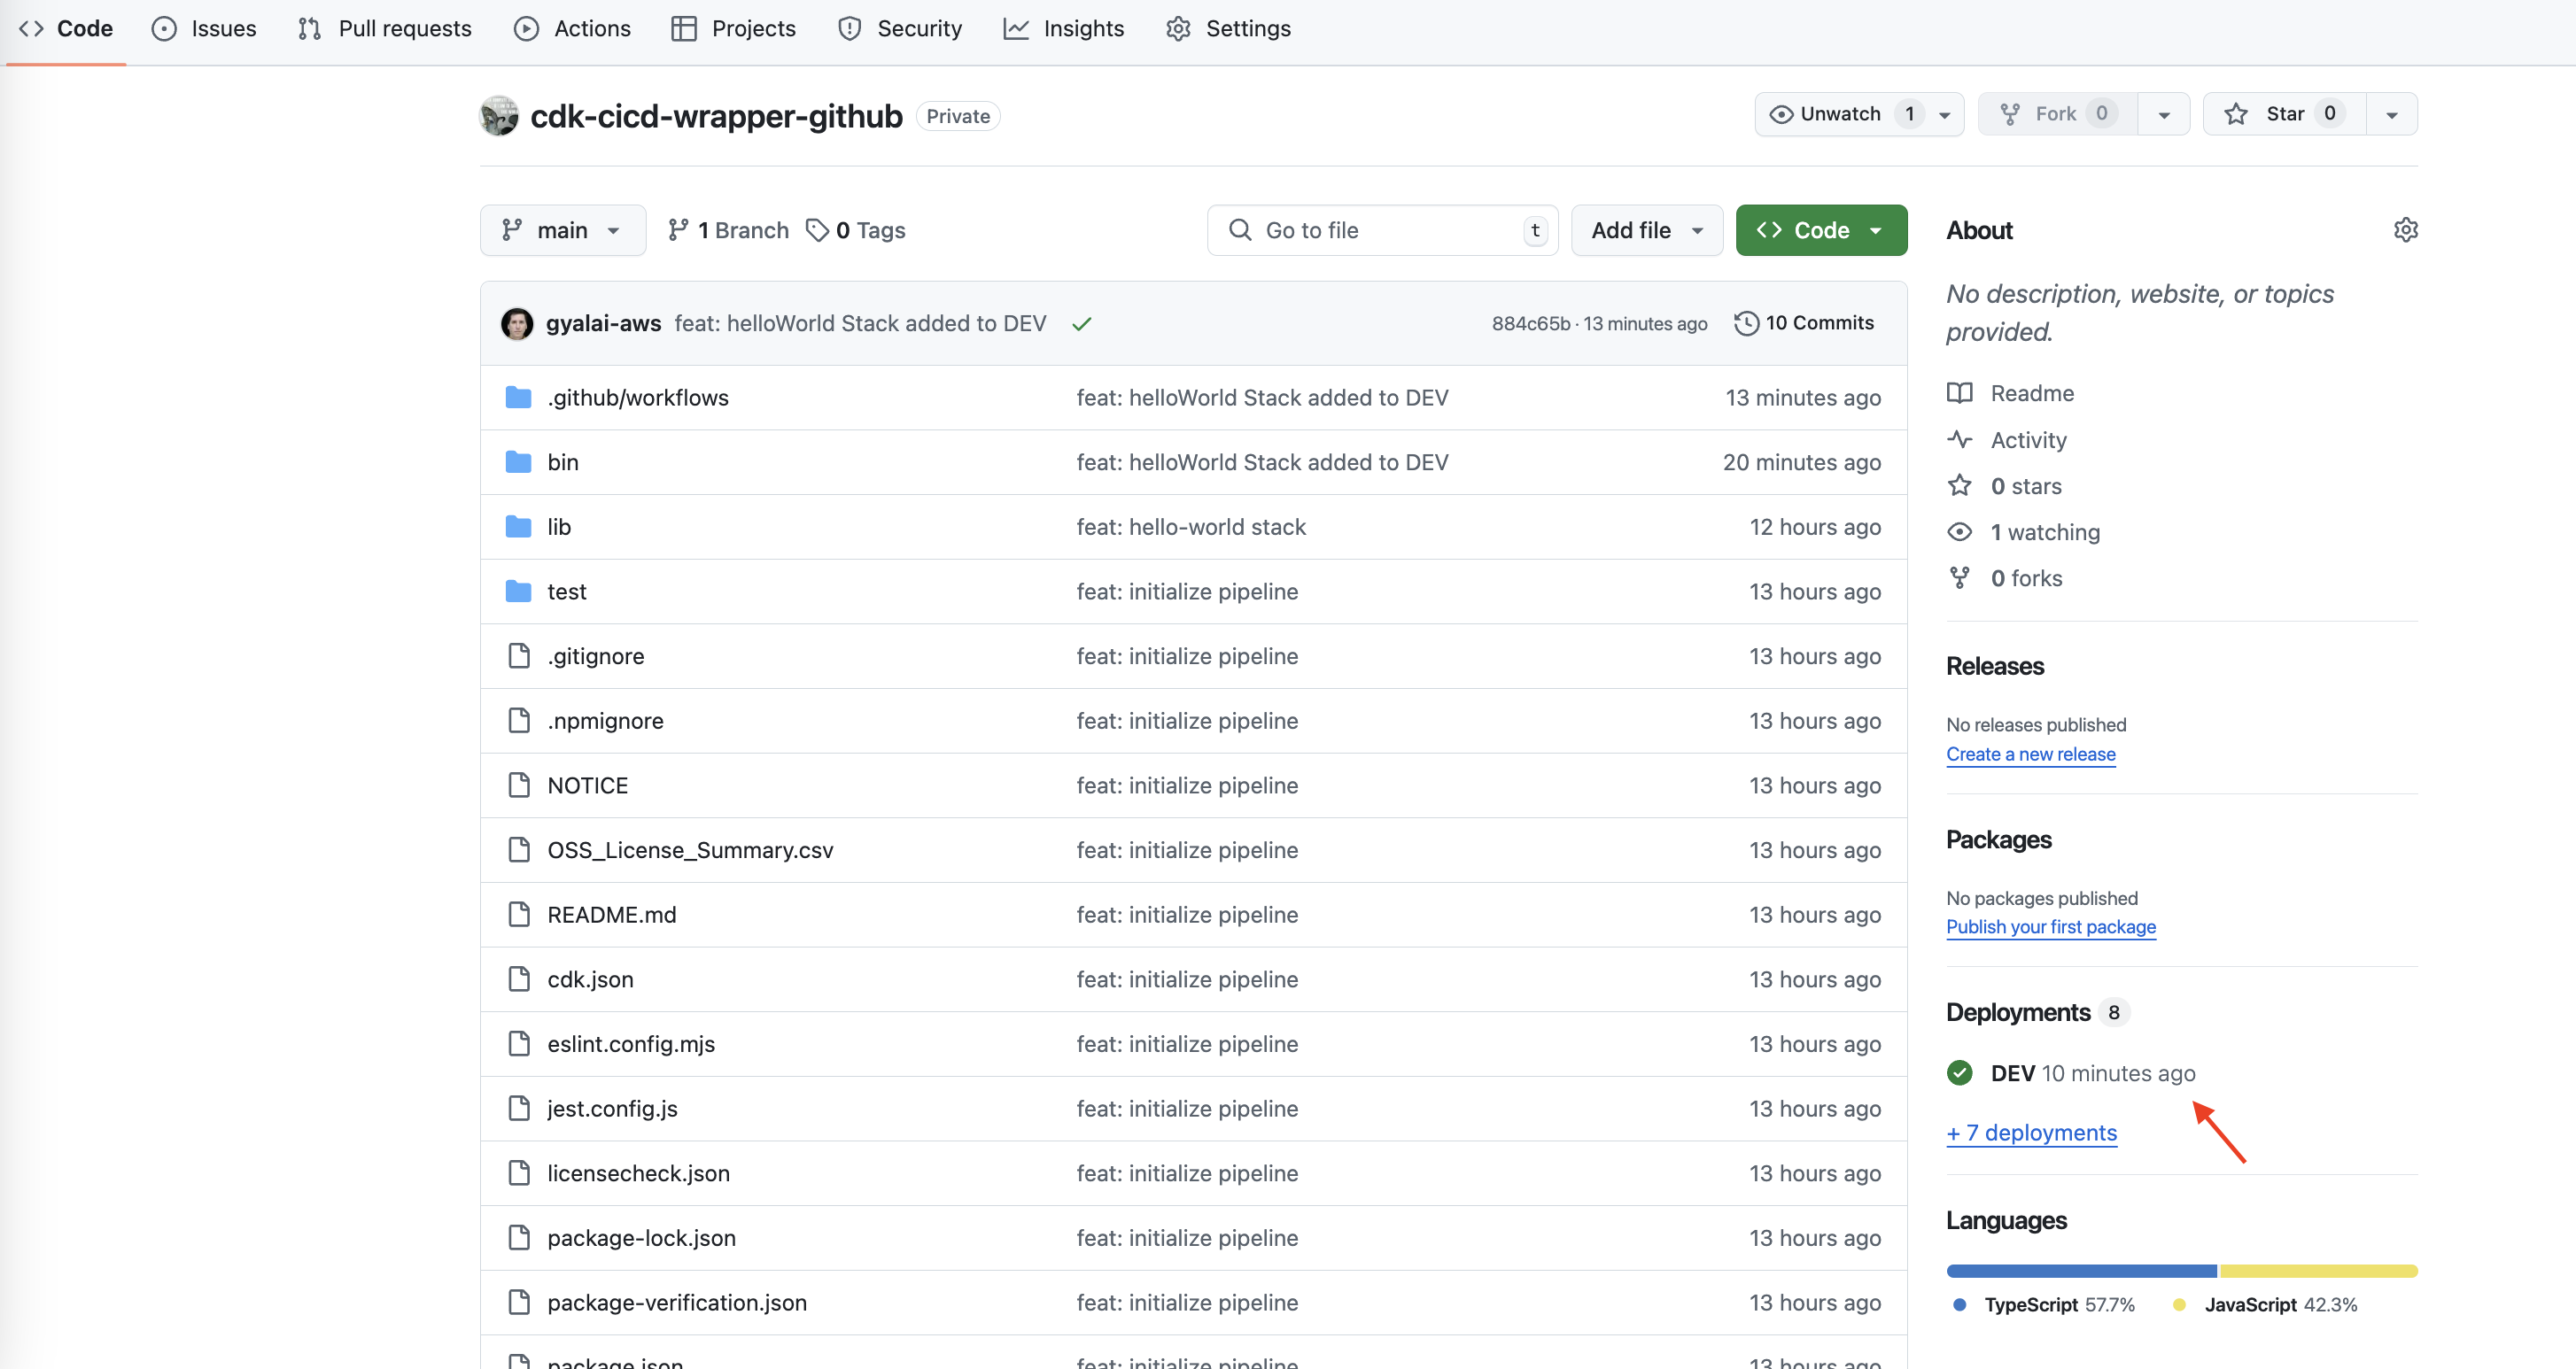 Code Issues Pull requests Actions Projects Security Insights Settings
cdk-cicd-wrapper-github Private
Unwatch 1 Fork 0 Star 0
main 1 Branch 0 Tags
Go to file t Add file Code
gyalai-aws feat: helloWorld Stack added to DEV 884c65b · 13 minutes ago 10 Commits
.github/workflows feat: helloWorld Stack added to DEV 13 minutes ago
bin feat: helloWorld Stack added to DEV 20 minutes ago
lib feat: hello-world stack 12 hours ago
test feat: initialize pipeline 13 hours ago
.gitignore feat: initialize pipeline 13 hours ago
.npmignore feat: initialize pipeline 13 hours ago
NOTICE feat: initialize pipeline 13 hours ago
OSS_License_Summary.csv feat: initialize pipeline 13 hours ago
README.md feat: initialize pipeline 13 hours ago
cdk.json feat: initialize pipeline 13 hours ago
eslint.config.mjs feat: initialize pipeline 13 hours ago
jest.config.js feat: initialize pipeline 13 hours ago
licensecheck.json feat: initialize pipeline 13 hours ago
package-lock.json feat: initialize pipeline 13 hours ago
package-verification.json feat: initialize pipeline 13 hours ago
package.json feat: initialize pipeline 13 hours ago
About
No description, website, or topics
provided.
Readme
Activity
0 stars
1 watching
0 forks
Releases
No releases published
Create a new release
Packages
No packages published
Publish your first package
Deployments 8
DEV 10 minutes ago
+ 7 deployments
Languages
TypeScript 57.7% JavaScript 42.3%